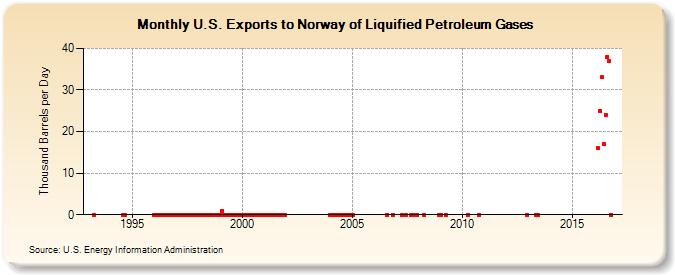 Monthly U.S. Exports to Norway of Liquified Petroleum Gases
Thousand Barrels per Day
40
30
20
10
0
1995 2000 2005 2010 2015
Source: U.S. Energy Information Administration